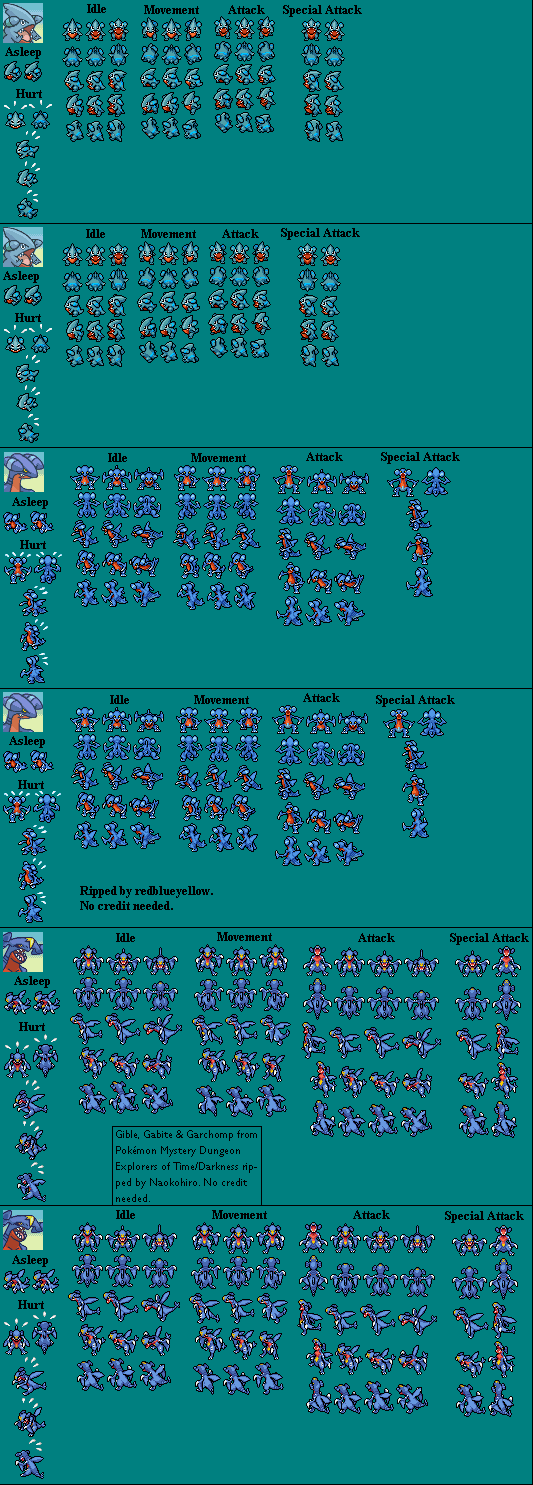 Idle Movement Attack Special Attack
Asleep
Hurt
Idle Movement Attack Special Attack
Asleep
Hurt
Idle Movement Attack Special Attack
Asleep
Hurt
Idle Movement Attack Special Attack
Asleep
Hurt
Ripped by redblueyellow.
No credit needed.
Idle Movement Attack Special Attack
Asleep
Hurt
Gible, Gabite & Garchomp from
Pokémon Mystery Dungeon
Explorers of Time/Darkness rip-
ped by Naokohiro. No credit
needed.
Idle Movement Attack Special Attack
Asleep
Hurt